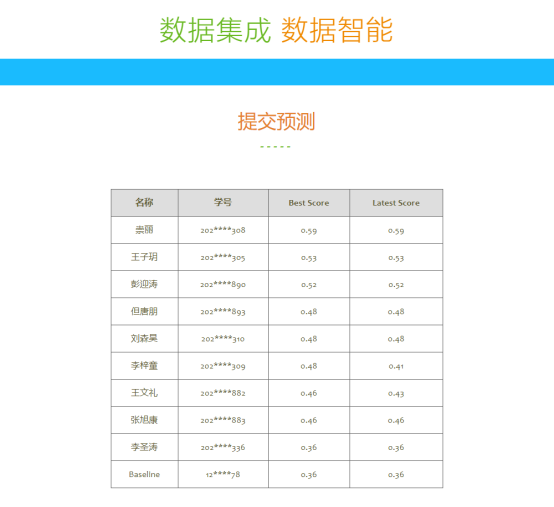 数据集成 数据智能
提交预测
名称 学号 Best Score Latest Score
崇丽 202****308 0.59 0.59
王子玥 202****305 0.53 0.53
彭迎涛 202****890 0.52 0.52
但唐朋 202****893 0.48 0.48
刘森昊 202****310 0.48 0.48
李梓童 202****309 0.48 0.41
王文礼 202****882 0.46 0.43
张旭康 202****883 0.46 0.46
李圣涛 202****336 0.36 0.36
Baseline 12****78 0.36 0.36